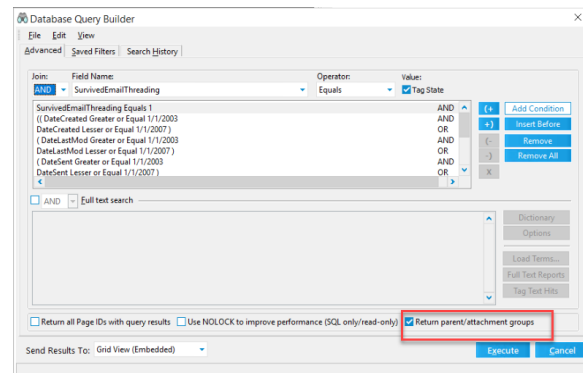 Database Query Builder
File Edit View
Advanced Saved Filters Search History
Join: Field Name: Operator: Value:
AND SurvivedEmailThreading Equals Tag State
SurvivedEmailThreading Equals 1 AND
(( DateCreated Greater or Equal 1/1/2003 AND
DateCreated Lesser or Equal 1/1/2007 ) OR
( DateLastMod Greater or Equal 1/1/2003 AND
DateLastMod Lesser or Equal 1/1/2007 ) OR
( DateSent Greater or Equal 1/1/2003 AND
DateSent Lesser or Equal 1/1/2007 ) OR
(+ Add Condition
+) Insert Before
(- Remove
-) Remove All
X
AND Full text search
Dictionary
Options
Load Terms...
Full Text Reports
Tag Text Hits
Return all Page IDs with query results Use NOLOCK to improve performance (SQL only/read-only) Return parent/attachment groups
Send Results To: Grid View (Embedded) Execute Cancel